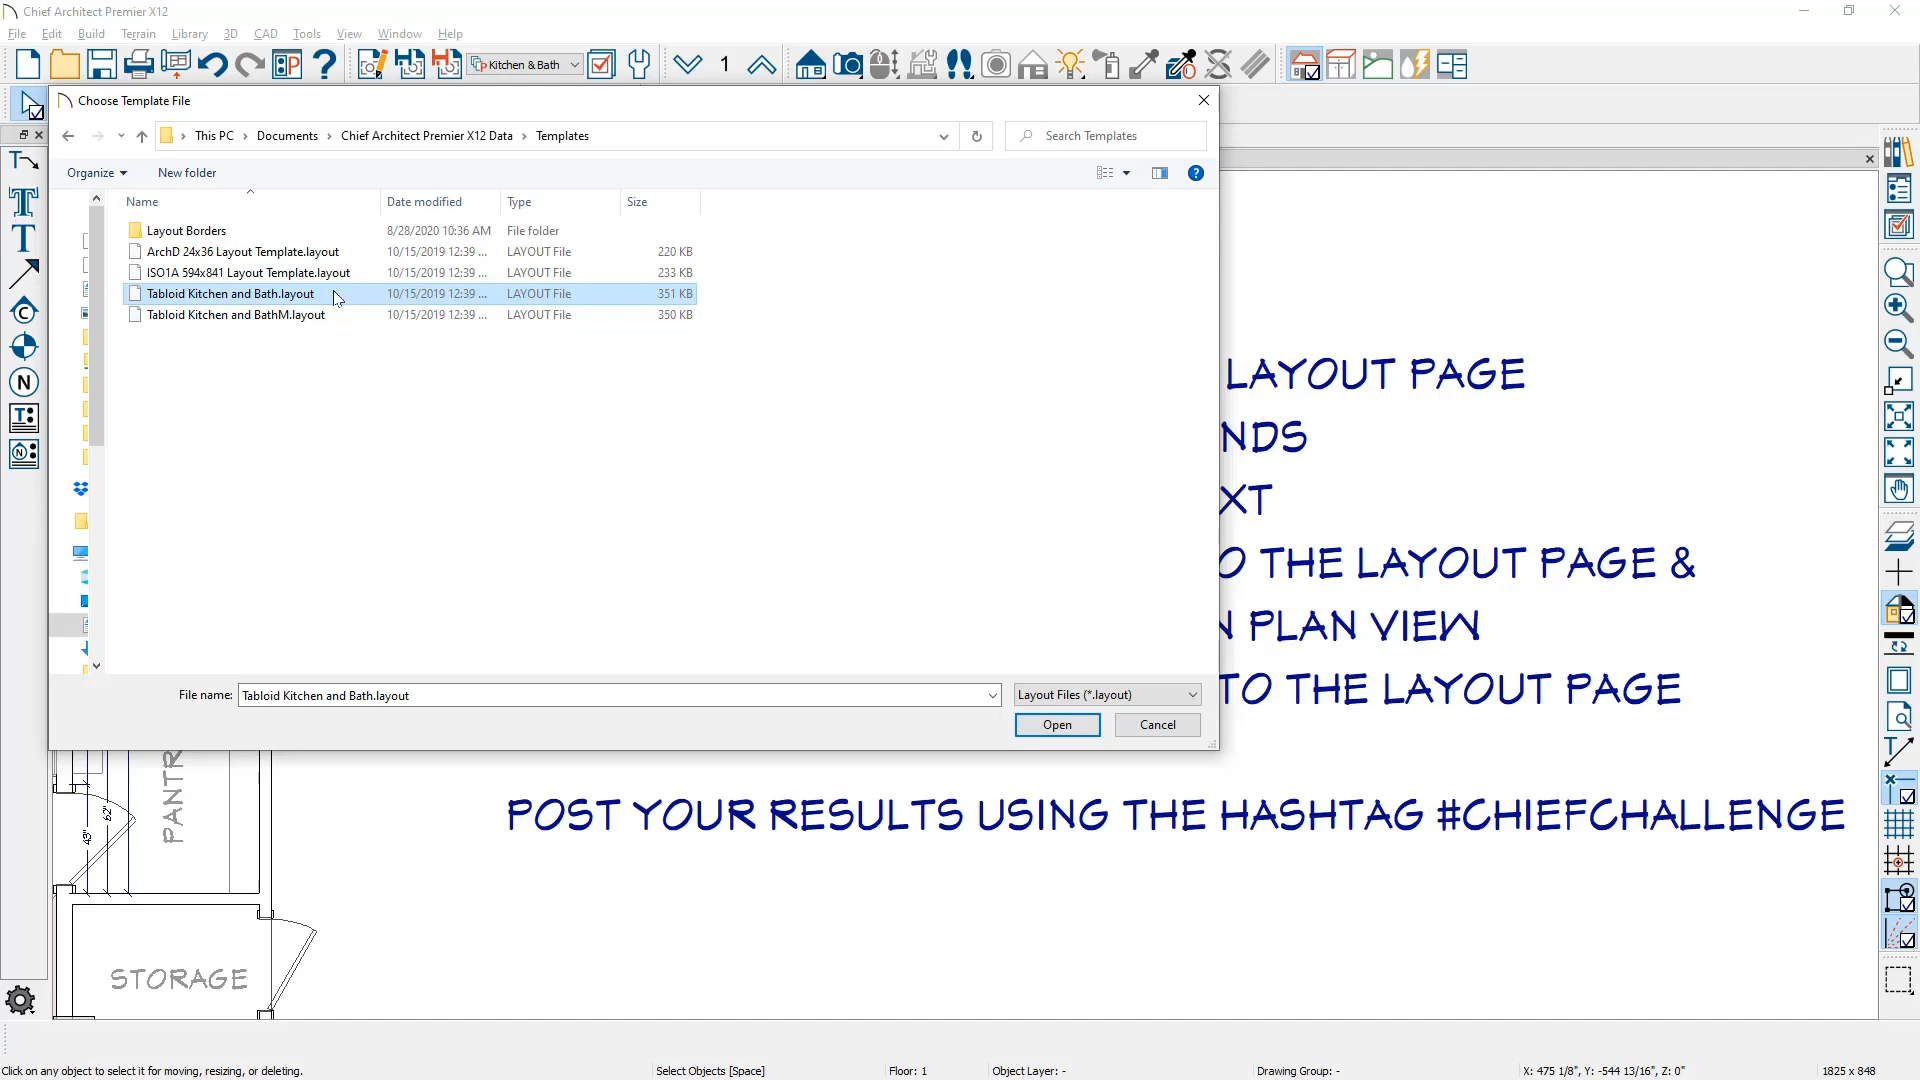 Chief Architect Premier X12
File Edit Build Terrain Library 3D CAD Tools View Window Help
Kitchen & Bath
1
Choose Template File
This PC › Documents › Chief Architect Premier X12 Data › Templates
Search Templates
Organize
New folder
Name Date modified Type Size
Layout Borders 8/28/2020 10:36 AM File folder
ArchD 24x36 Layout Template.layout 10/15/2019 12:39 ... LAYOUT File 220 KB
ISO1A 594x841 Layout Template.layout 10/15/2019 12:39 ... LAYOUT File 233 KB
Tabloid Kitchen and Bath.layout 10/15/2019 12:39 ... LAYOUT File 351 KB
Tabloid Kitchen and BathM.layout 10/15/2019 12:39 ... LAYOUT File 350 KB
File name: Tabloid Kitchen and Bath.layout
Layout Files (*.layout)
Open
Cancel
LAYOUT PAGE
NDS
XT
O THE LAYOUT PAGE &
N PLAN VIEW
TO THE LAYOUT PAGE
POST YOUR RESULTS USING THE HASHTAG #CHIEFCHALLENGE
PANTR
62"
43"
STORAGE
Click on any object to select it for moving, resizing, or deleting.
Select Objects [Space]
Floor: 1
Object Layer: -
Drawing Group: -
X: 475 1/8", Y: -544 13/16", Z: 0"
1825 x 848